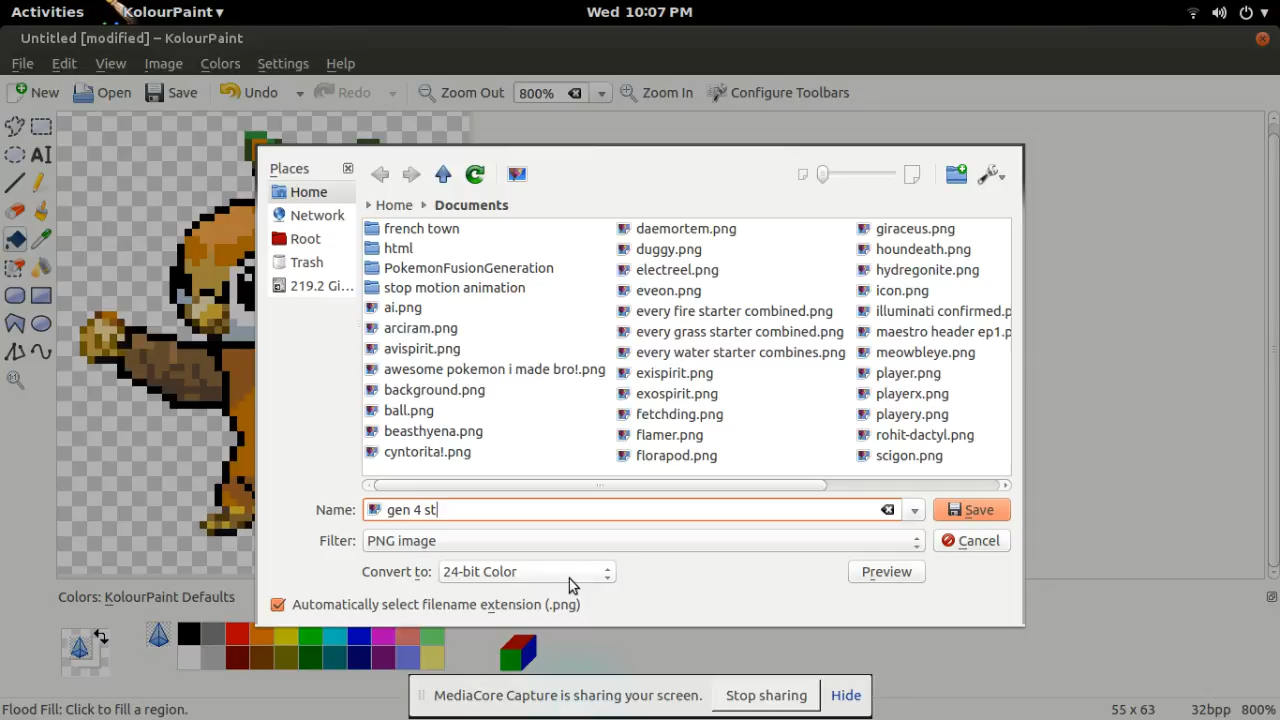 Activities KolourPaint▾ Wed 10:07 PM
Untitled [modified] – KolourPaint
File Edit View Image Colors Settings Help
New Open Save Undo Redo Zoom Out 800% Zoom In Configure Toolbars
Places
Home
Network
Root
Trash
219.2 Gi...
Home Documents
french town
html
PokemonFusionGeneration
stop motion animation
ai.png
arciram.png
avispirit.png
awesome pokemon i made bro!.png
background.png
ball.png
beasthyena.png
cyntorita!.png
daemortem.png
duggy.png
electreel.png
eveon.png
every fire starter combined.png
every grass starter combined.png
every water starter combines.png
exispirit.png
exospirit.png
fetchding.png
flamer.png
florapod.png
giraceus.png
houndeath.png
hydregonite.png
icon.png
illuminati confirmed.p
maestro header ep1.p
meowbleye.png
player.png
playerx.png
playery.png
rohit-dactyl.png
scigon.png
Name: gen 4 st Save
Filter: PNG image Cancel
Convert to: 24-bit Color Preview
Automatically select filename extension (.png)
Colors: KolourPaint Defaults
MediaCore Capture is sharing your screen. Stop sharing Hide
Flood Fill: Click to fill a region. 55 x 63 32bpp 800%